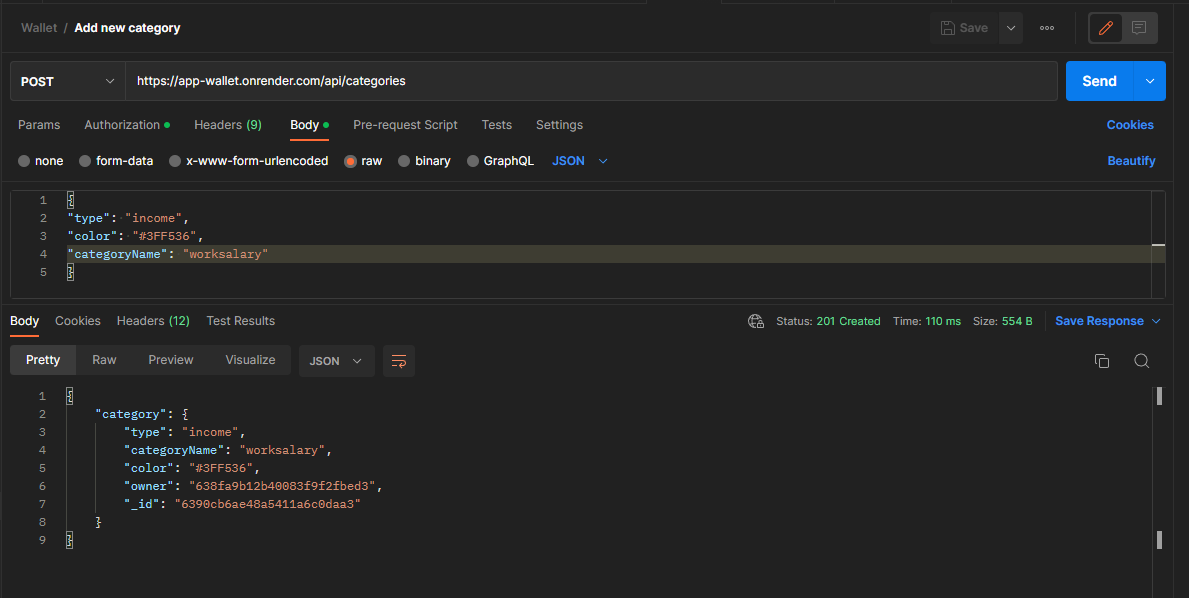 Wallet / Add new category
Save
POST
https://app-wallet.onrender.com/api/categories
Send
Params Authorization Headers (9) Body Pre-request Script Tests Settings Cookies
none form-data x-www-form-urlencoded raw binary GraphQL JSON Beautify
1 {
2 "type": "income",
3 "color": "#3FF536",
4 "categoryName": "worksalary"
5 }
Body Cookies Headers (12) Test Results Status: 201 Created Time: 110 ms Size: 554 B Save Response
Pretty Raw Preview Visualize JSON
1 {
2 "category": {
3 "type": "income",
4 "categoryName": "worksalary",
5 "color": "#3FF536",
6 "owner": "638fa9b12b40083f9f2fbed3",
7 "_id": "6390cb6ae48a5411a6c0daa3"
8 }
9 }